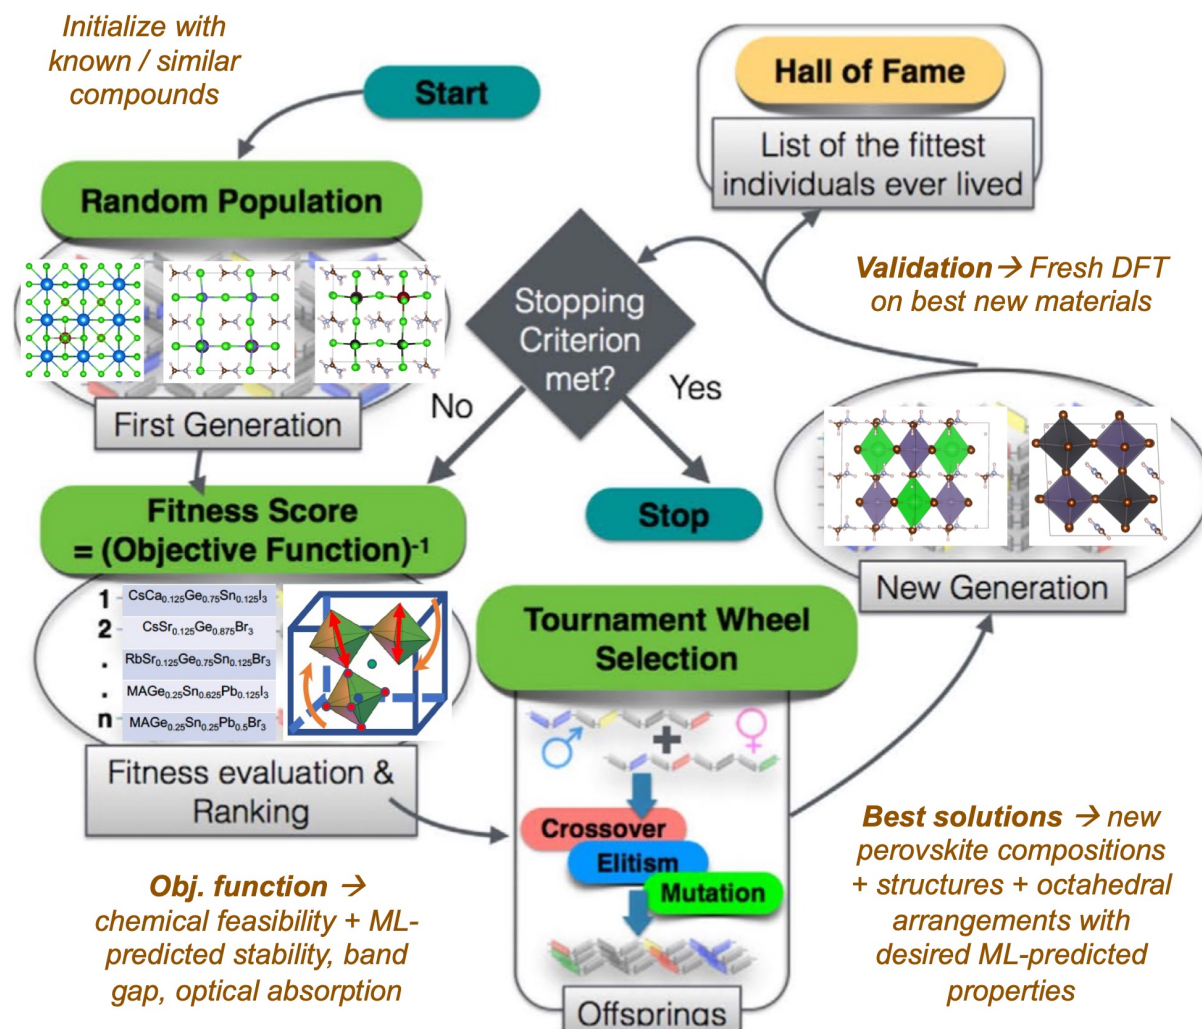 Initialize with
known / similar
compounds
Start
Hall of Fame
List of the fittest
individuals ever lived
Random Population
First Generation
Stopping
Criterion
met?
No
Yes
Stop
Validation→ Fresh DFT
on best new materials
New Generation
Fitness Score
= (Objective Function)-1
1 CsCa0.125Ge0.75Sn0.125I3
2 CsSr0.125Ge0.875Br3
. RbSr0.125Ge0.75Sn0.125Br3
. MAGe0.25Sn0.625Pb0.125I3
n MAGe0.25Sn0.25Pb0.5Br3
Fitness evaluation &
Ranking
Obj. function →
chemical feasibility + ML-
predicted stability, band
gap, optical absorption
Tournament Wheel
Selection
+
Crossover
Elitism
Mutation
Offsprings
Best solutions → new
perovskite compositions
+ structures + octahedral
arrangements with
desired ML-predicted
properties